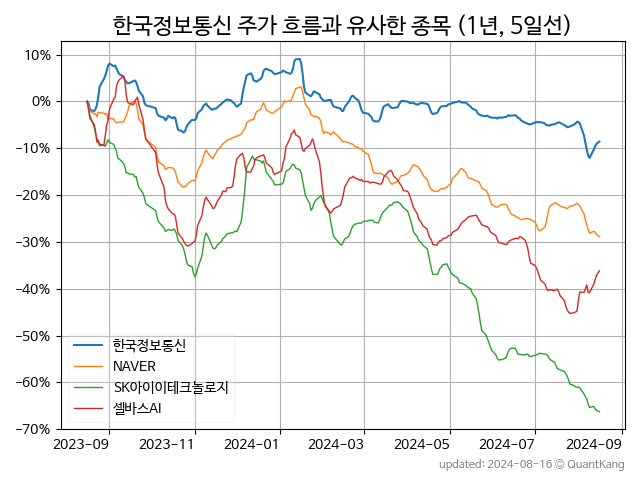 한국정보통신 주가 흐름과 유사한 종목 (1년, 5일선)
10%
0%
−10%
−20%
−30%
−40%
−50%
−60%
−70%
한국정보통신
NAVER
SK아이이테크놀로지
셀바스AI
2023−09
2023−11
2024−01
2024−03
2024−05
2024−07
2024−09
updated: 2024-08-16 © QuantKang